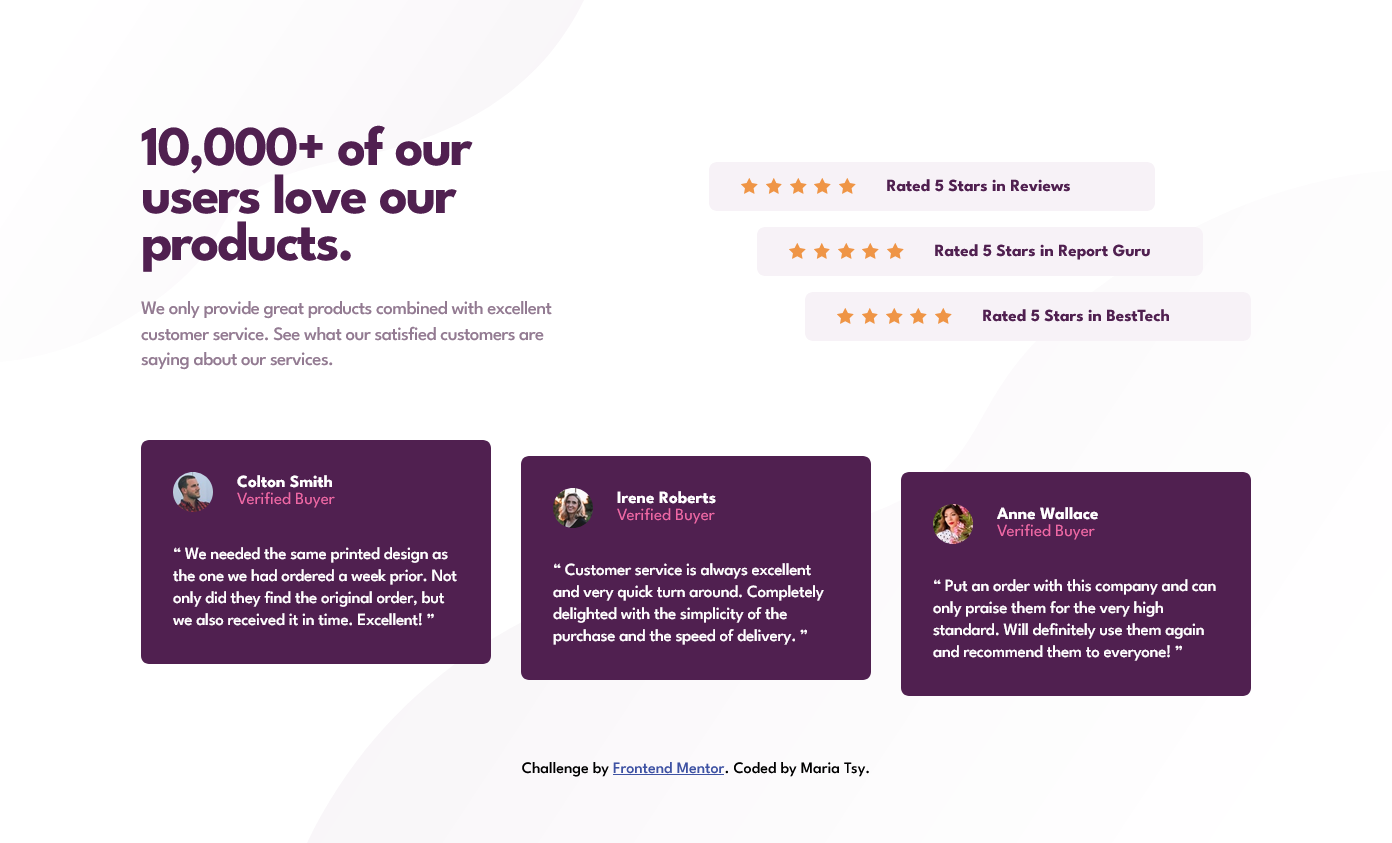 10,000+ of our
users love our
products.
We only provide great products combined with excellent
customer service. See what our satisfied customers are
saying about our services.
Rated 5 Stars in Reviews
Rated 5 Stars in Report Guru
Rated 5 Stars in BestTech
Colton Smith
Verified Buyer
“ We needed the same printed design as
the one we had ordered a week prior. Not
only did they find the original order, but
we also received it in time. Excellent! ”
Irene Roberts
Verified Buyer
“ Customer service is always excellent
and very quick turn around. Completely
delighted with the simplicity of the
purchase and the speed of delivery. ”
Anne Wallace
Verified Buyer
“ Put an order with this company and can
only praise them for the very high
standard. Will definitely use them again
and recommend them to everyone! ”
Challenge by Frontend Mentor. Coded by Maria Tsy.